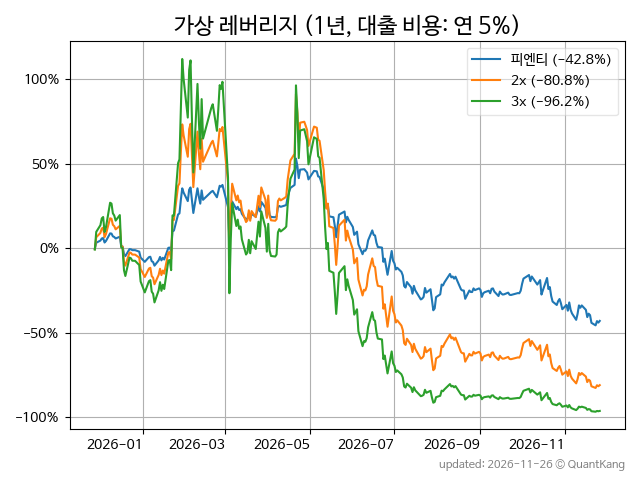 가상 레버리지 (1년, 대출 비용: 연 5%)
피엔티 (−42.8%)
2x (−80.8%)
3x (−96.2%)
100%
50%
0%
−50%
−100%
2026-01 2026-03 2026-05 2026-07 2026-09 2026-11
updated: 2026-11-26 © QuantKang